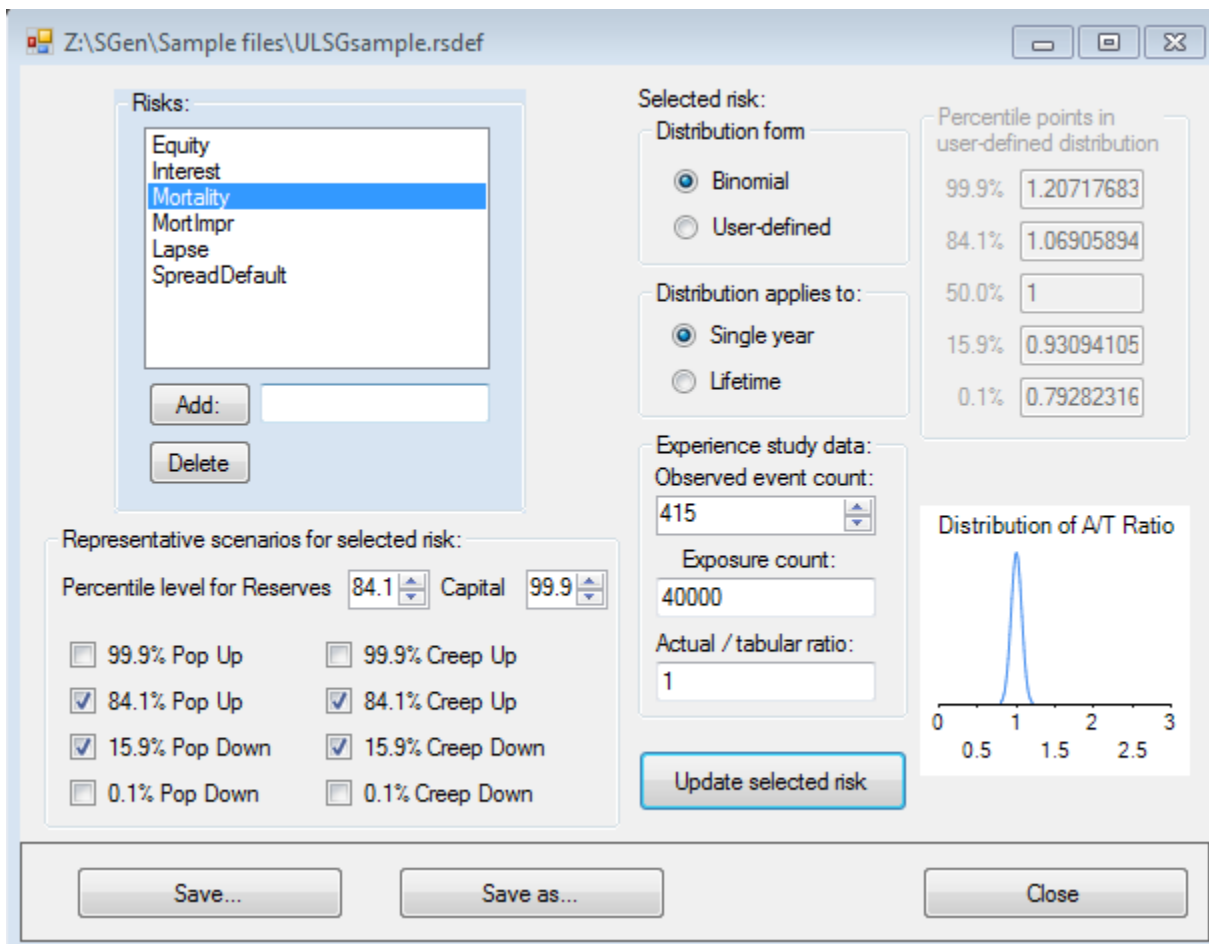 Z:\SGen\Sample files\ULSGsample.rsdef
Risks:
Equity
Interest
Mortality
MortImpr
Lapse
SpreadDefault
Add:
Delete
Representative scenarios for selected risk:
Percentile level for Reserves 84.1 Capital 99.9
99.9% Pop Up 99.9% Creep Up
84.1% Pop Up 84.1% Creep Up
15.9% Pop Down 15.9% Creep Down
0.1% Pop Down 0.1% Creep Down
Selected risk:
Distribution form
Binomial
User-defined
Distribution applies to:
Single year
Lifetime
Experience study data:
Observed event count:
415
Exposure count:
40000
Actual / tabular ratio:
1
Update selected risk
Percentile points in
user-defined distribution
99.9% 1.20717683
84.1% 1.06905894
50.0% 1
15.9% 0.93094105
0.1% 0.79282316
Distribution of A/T Ratio
0 1 2 3
0.5 1.5 2.5
Save... Save as... Close